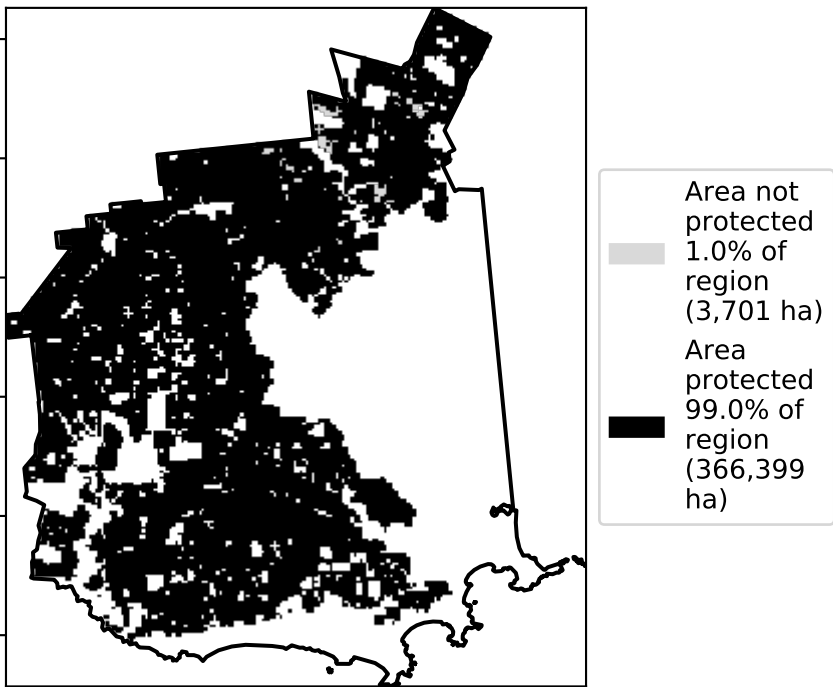 Area not
protected
1.0% of
region
(3,701 ha)
Area
protected
99.0% of
region
(366,399
ha)